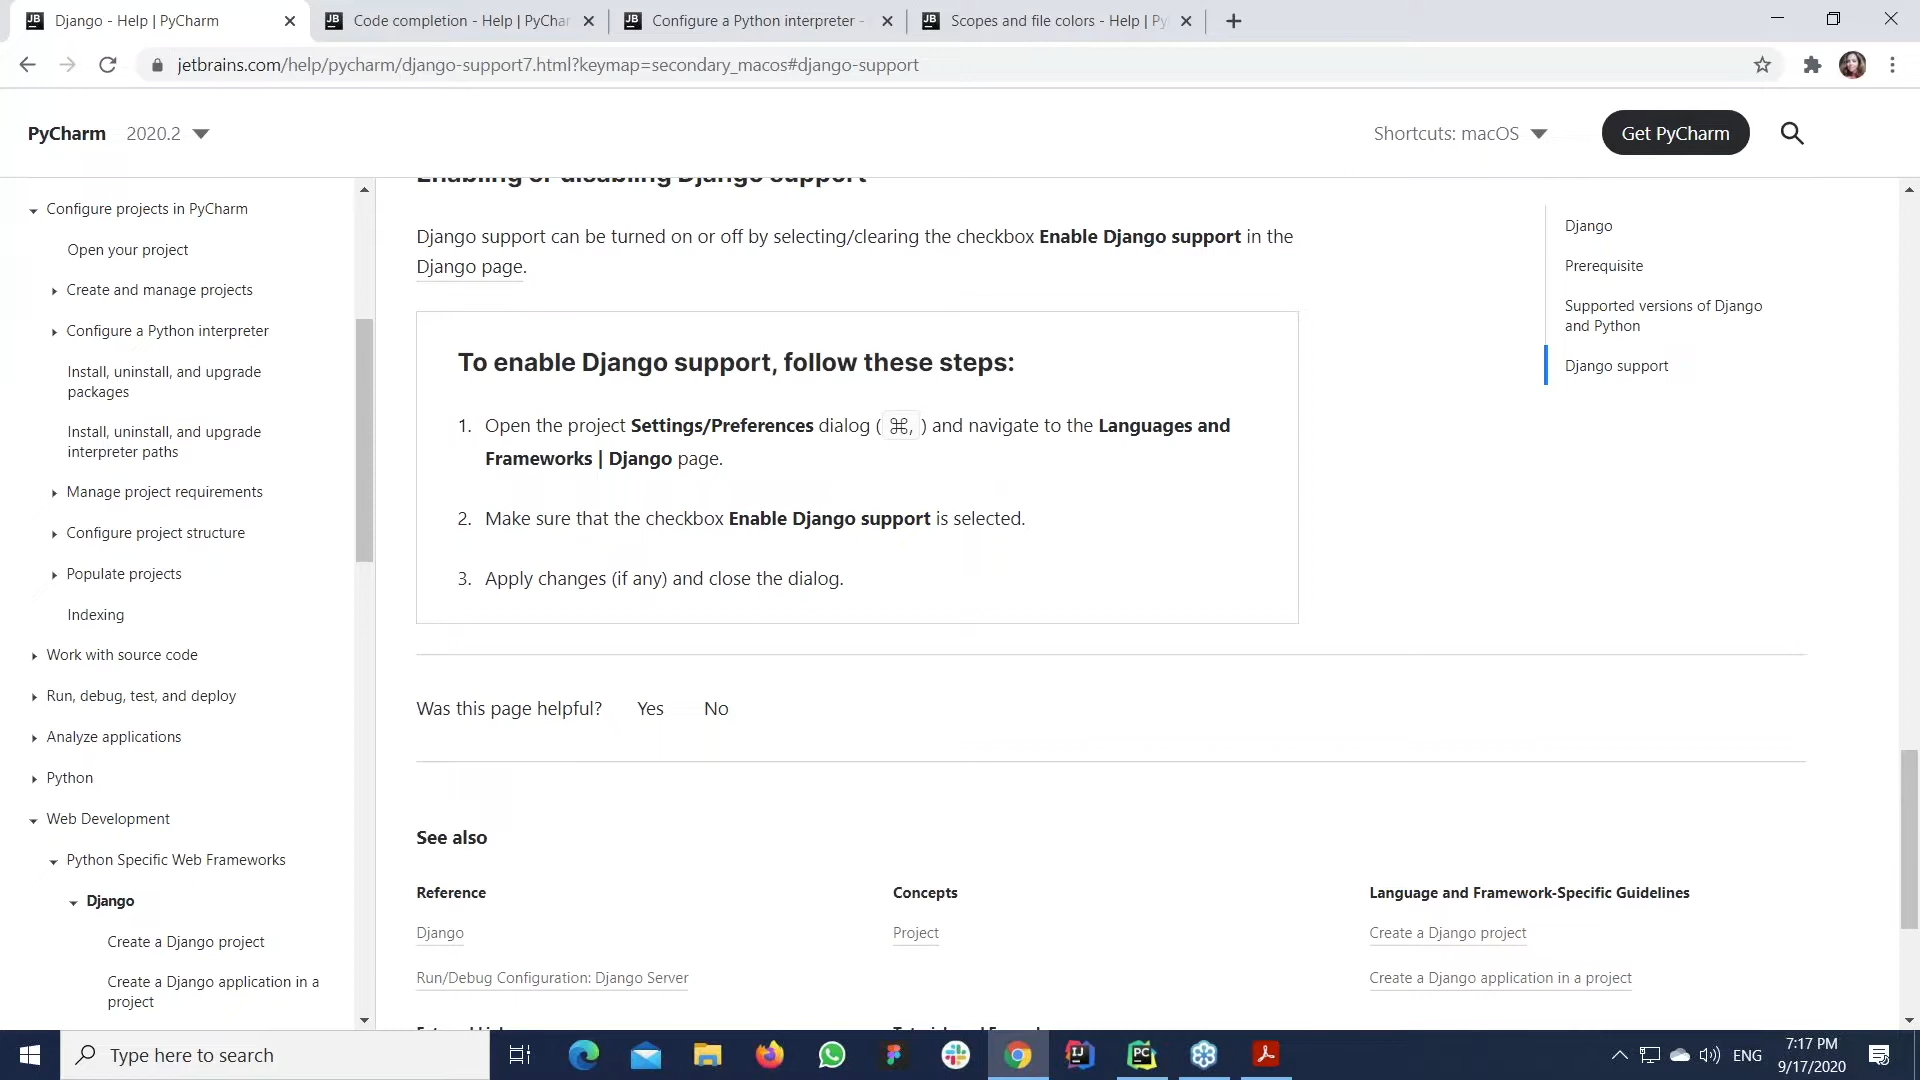 Django - Help | PyCharm
Code completion - Help | PyChar
Configure a Python interpreter -
Scopes and file colors - Help | Py
jetbrains.com/help/pycharm/django-support7.html?keymap=secondary_macos#django-support
PyCharm 2020.2
Shortcuts: macOS
Get PyCharm
Configure projects in PyCharm
Open your project
Create and manage projects
Configure a Python interpreter
Install, uninstall, and upgrade
packages
Install, uninstall, and upgrade
interpreter paths
Manage project requirements
Configure project structure
Populate projects
Indexing
Work with source code
Run, debug, test, and deploy
Analyze applications
Python
Web Development
Python Specific Web Frameworks
Django
Create a Django project
Create a Django application in a
project
Enabling or disabling Django support
Django support can be turned on or off by selecting/clearing the checkbox Enable Django support in the
Django page.
To enable Django support, follow these steps:
1. Open the project Settings/Preferences dialog ( ⌘, ) and navigate to the Languages and
Frameworks | Django page.
2. Make sure that the checkbox Enable Django support is selected.
3. Apply changes (if any) and close the dialog.
Was this page helpful? Yes No
See also
Reference
Django
Run/Debug Configuration: Django Server
Concepts
Project
Language and Framework-Specific Guidelines
Create a Django project
Create a Django application in a project
Django
Prerequisite
Supported versions of Django
and Python
Django support
Type here to search
ENG
7:17 PM
9/17/2020